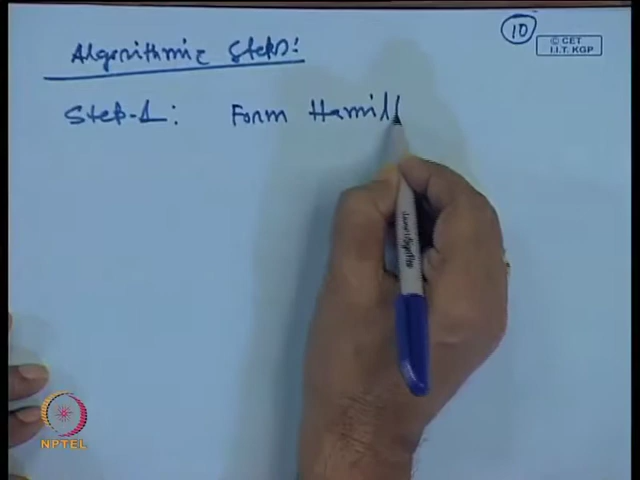 10
© CET
I.I.T. KGP
Algorithmic Steps:
Step-1: Form Hamil
NPTEL